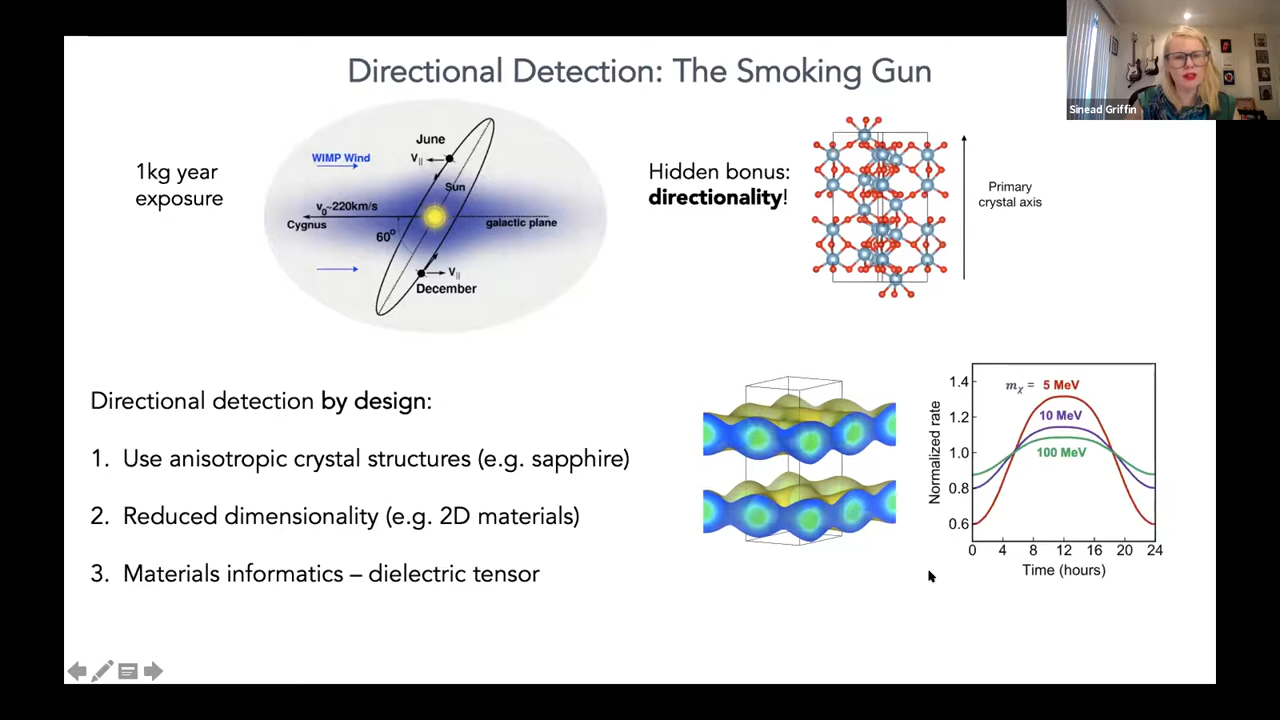 Directional Detection: The Smoking Gun
Sinead Griffin
1kg year
exposure
June
WIMP Wind
V||
Sun
v0~220km/s
Cygnus
60°
galactic plane
V||
December
Hidden bonus:
directionality!
Primary
crystal axis
Directional detection by design:
1. Use anisotropic crystal structures (e.g. sapphire)
2. Reduced dimensionality (e.g. 2D materials)
3. Materials informatics – dielectric tensor
mχ = 5 MeV
10 MeV
100 MeV
Normalized rate
1.4
1.2
1.0
0.8
0.6
0 4 8 12 16 20 24
Time (hours)